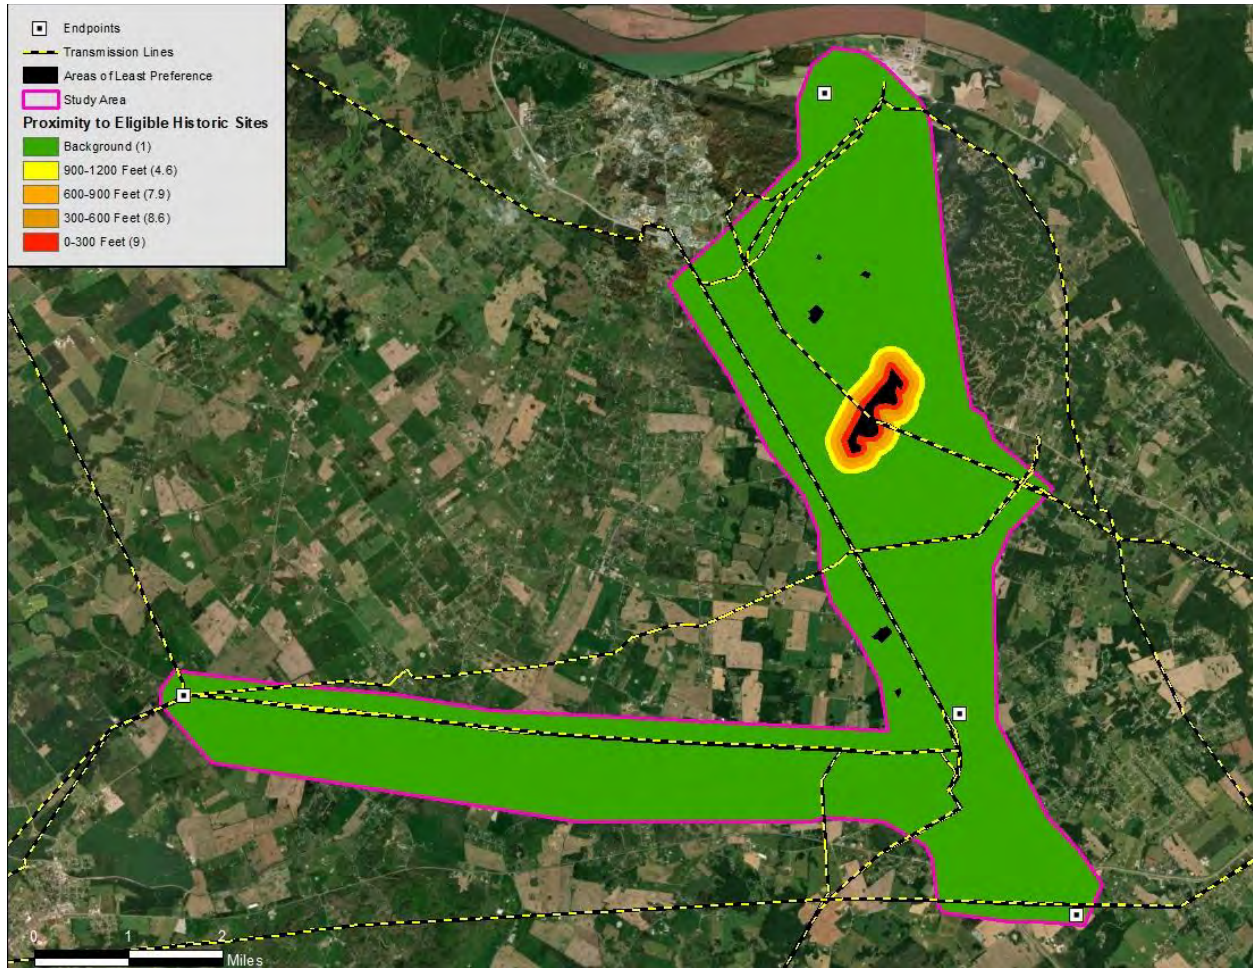 Endpoints
Transmission Lines
Areas of Least Preference
Study Area
Proximity to Eligible Historic Sites
Background (1)
900-1200 Feet (4.6)
600-900 Feet (7.9)
300-600 Feet (8.6)
0-300 Feet (9)
0 1 2
Miles